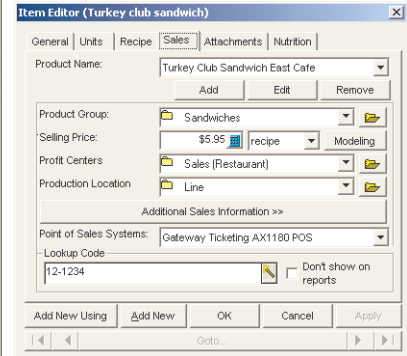 Item Editor (Turkey club sandwich)
General Units Recipe Sales Attachments Nutrition
Product Name: Turkey Club Sandwich East Cafe
Add Edit Remove
Product Group: Sandwiches
Selling Price: $5.95 recipe Modeling
Profit Centers Sales (Restaurant)
Production Location Line
Additional Sales Information >>
Point of Sales Systems: Gateway Ticketing AX1180 POS
Lookup Code
12-1234 Don't show on
reports
Add New Using Add New OK Cancel Apply
Goto...